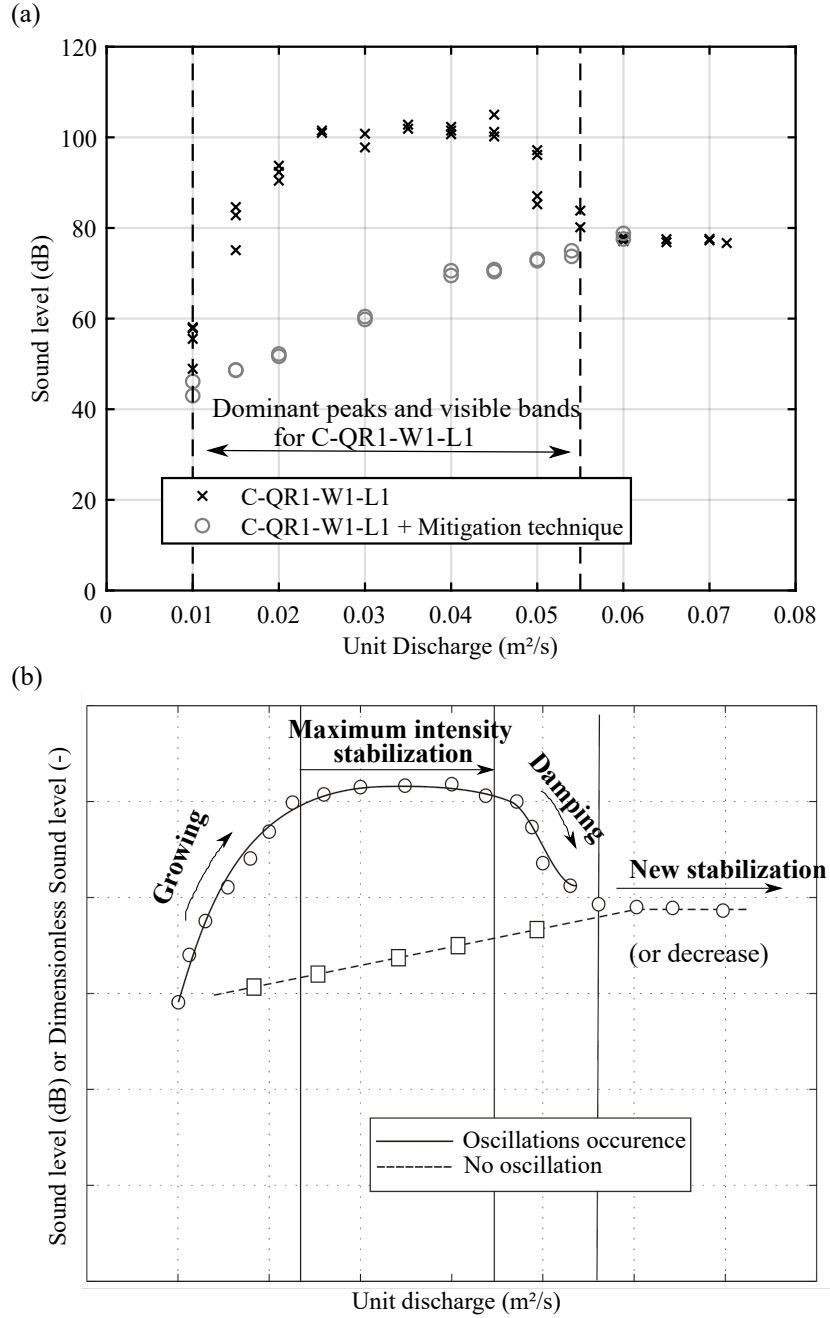 (a)
120
100
80
60
40
20
0
Sound level (dB)
Dominant peaks and visible bands
for C-QR1-W1-L1
C-QR1-W1-L1
C-QR1-W1-L1 + Mitigation technique
0 0.01 0.02 0.03 0.04 0.05 0.06 0.07 0.08
Unit Discharge (m²/s)
(b)
Sound level (dB) or Dimensionless Sound level (-)
Maximum intensity
stabilization
Growing
Damping
New stabilization
(or decrease)
Oscillations occurence
No oscillation
Unit discharge (m²/s)